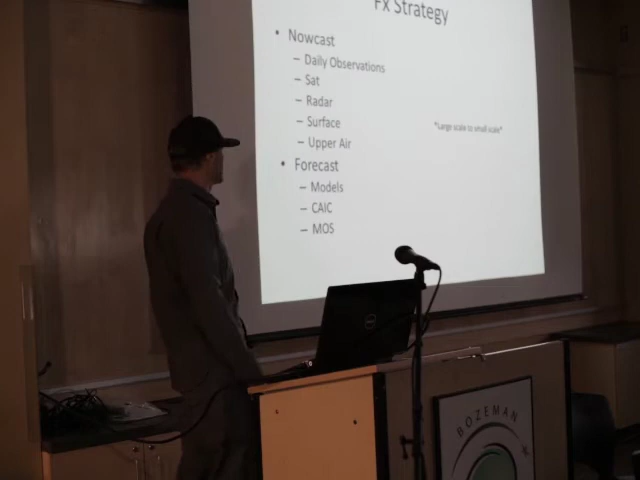 Fx Strategy
• Nowcast
– Daily Observations
– Sat
– Radar
– Surface
– Upper Air
*Large scale to small scale*
• Forecast
– Models
– CAIC
– MOS
DELL
BOZEMAN